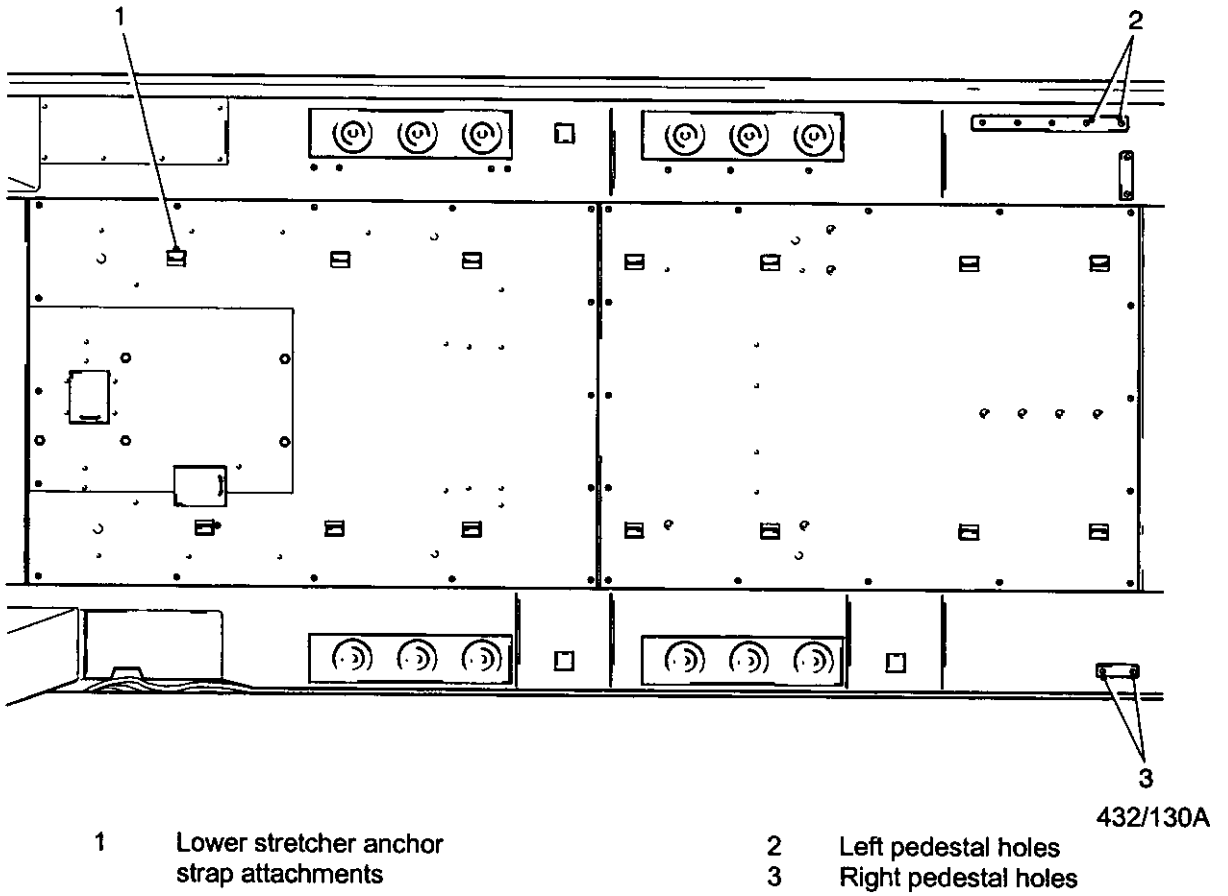 1
2
3
432/130A
1 Lower stretcher anchor
strap attachments
2 Left pedestal holes
3 Right pedestal holes